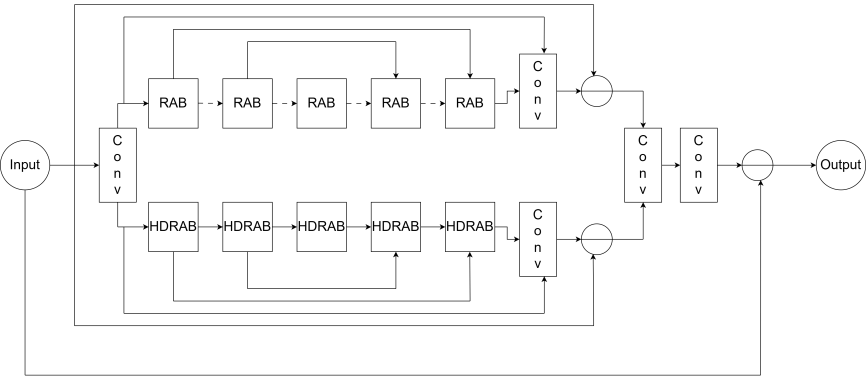 RAB RAB RAB RAB RAB
Conv
Input
Conv
Conv
Conv
Output
HDRAB HDRAB HDRAB HDRAB HDRAB
Conv